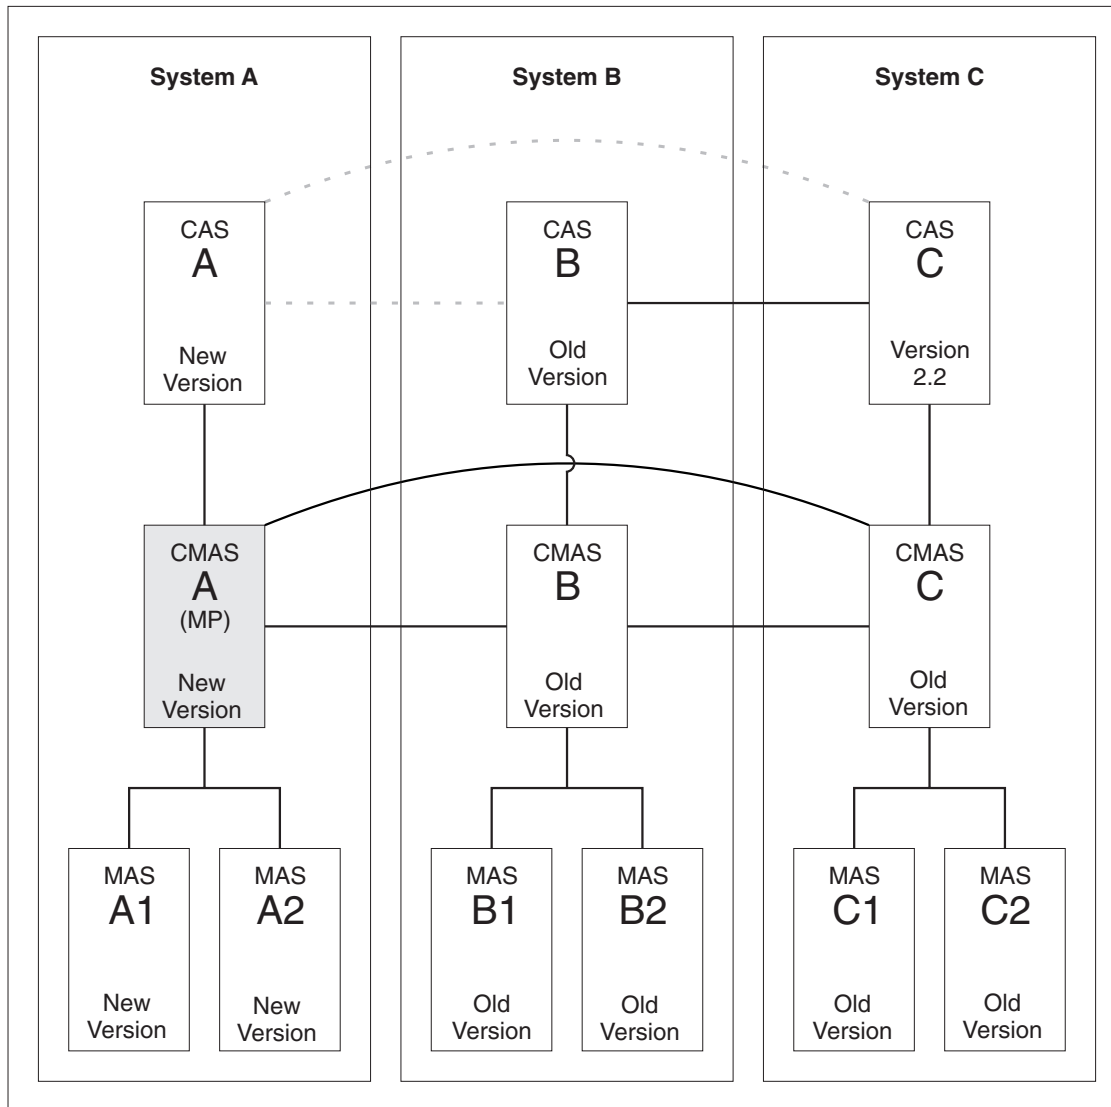 System A
System B
System C
CAS
A
New
Version
CAS
B
Old
Version
CAS
C
Version
2.2
CMAS
A
(MP)
New
Version
CMAS
B
Old
Version
CMAS
C
Old
Version
MAS
A1
New
Version
MAS
A2
New
Version
MAS
B1
Old
Version
MAS
B2
Old
Version
MAS
C1
Old
Version
MAS
C2
Old
Version